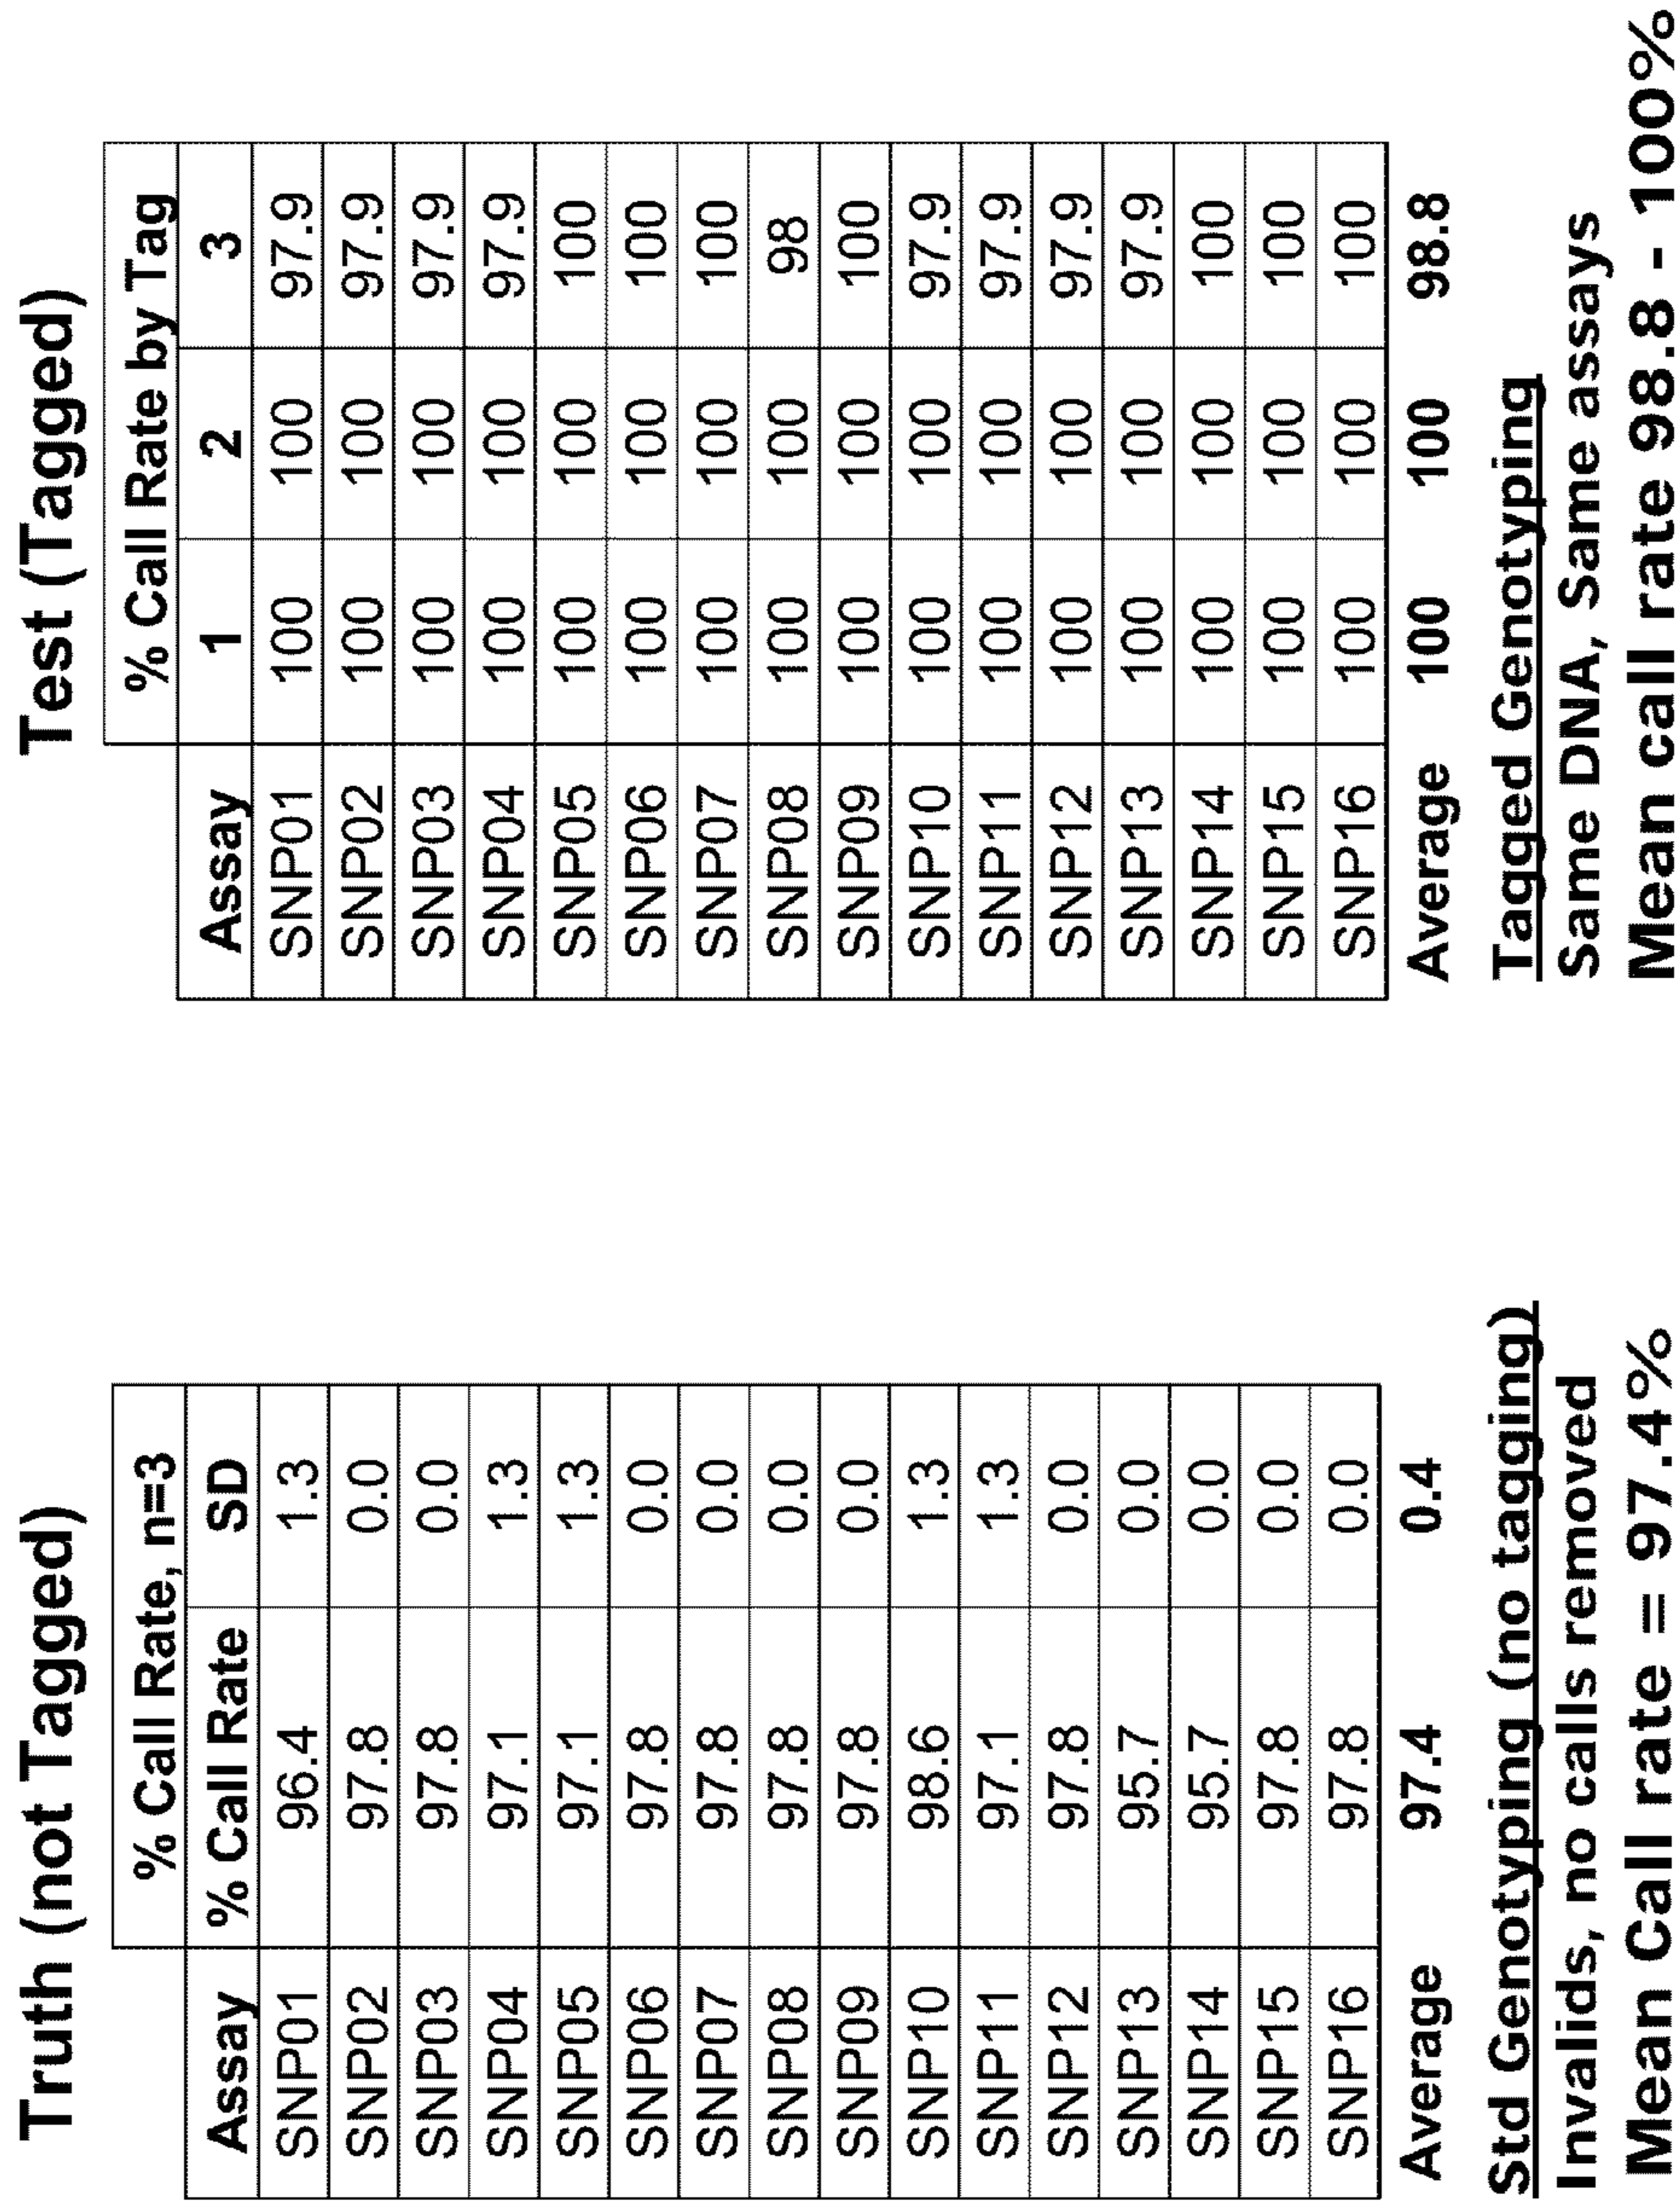 Truth (not Tagged)
% Call Rate, n=3
Assay % Call Rate SD
SNP01 96.4 1.3
SNP02 97.8 0.0
SNP03 97.8 0.0
SNP04 97.1 1.3
SNP05 97.1 1.3
SNP06 97.8 0.0
SNP07 97.8 0.0
SNP08 97.8 0.0
SNP09 97.8 0.0
SNP10 98.6 1.3
SNP11 97.1 1.3
SNP12 97.8 0.0
SNP13 95.7 0.0
SNP14 95.7 0.0
SNP15 97.8 0.0
SNP16 97.8 0.0
Average 97.4 0.4
Std Genotyping (no tagging)
Invalids, no calls removed
Mean Call rate = 97.4%
Test (Tagged)
% Call Rate by Tag
Assay 1 2 3
SNP01 100 100 97.9
SNP02 100 100 97.9
SNP03 100 100 97.9
SNP04 100 100 97.9
SNP05 100 100 100
SNP06 100 100 100
SNP07 100 100 100
SNP08 100 100 98
SNP09 100 100 100
SNP10 100 100 97.9
SNP11 100 100 97.9
SNP12 100 100 97.9
SNP13 100 100 97.9
SNP14 100 100 100
SNP15 100 100 100
SNP16 100 100 100
Average 100 100 98.8
Tagged Genotyping
Same DNA, Same assays
Mean call rate 98.8 - 100%